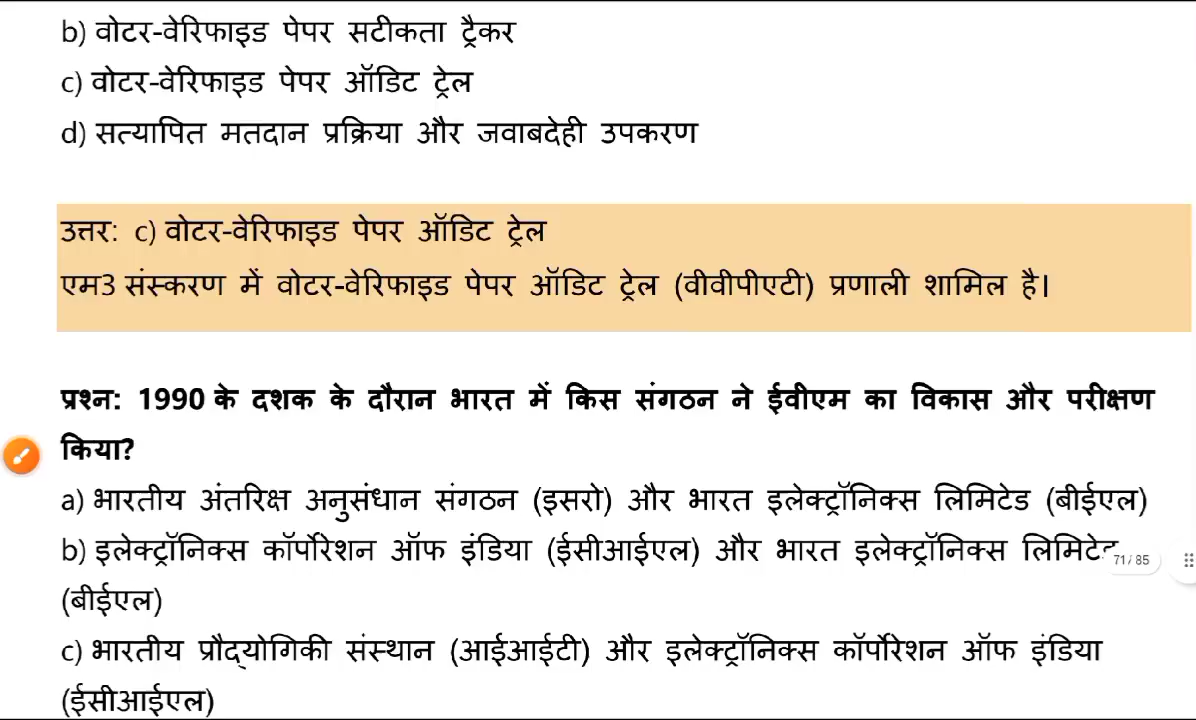 b) वोटर-वेरिफाइड पेपर सटीकता ट्रैकर
c) वोटर-वेरिफाइड पेपर ऑडिट ट्रेल
d) सत्यापित मतदान प्रक्रिया और जवाबदेही उपकरण
उत्तर: c) वोटर-वेरिफाइड पेपर ऑडिट ट्रेल
एम3 संस्करण में वोटर-वेरिफाइड पेपर ऑडिट ट्रेल (वीवीपीएटी) प्रणाली शामिल है।
प्रश्न: 1990 के दशक के दौरान भारत में किस संगठन ने ईवीएम का विकास और परीक्षण
किया?
a) भारतीय अंतरिक्ष अनुसंधान संगठन (इसरो) और भारत इलेक्ट्रॉनिक्स लिमिटेड (बीईएल)
b) इलेक्ट्रॉनिक्स कॉर्पोरेशन ऑफ इंडिया (ईसीआईएल) और भारत इलेक्ट्रॉनिक्स लिमिटेड
71 / 85
(बीईएल)
c) भारतीय प्रौद्योगिकी संस्थान (आईआईटी) और इलेक्ट्रॉनिक्स कॉर्पोरेशन ऑफ इंडिया
(ईसीआईएल)